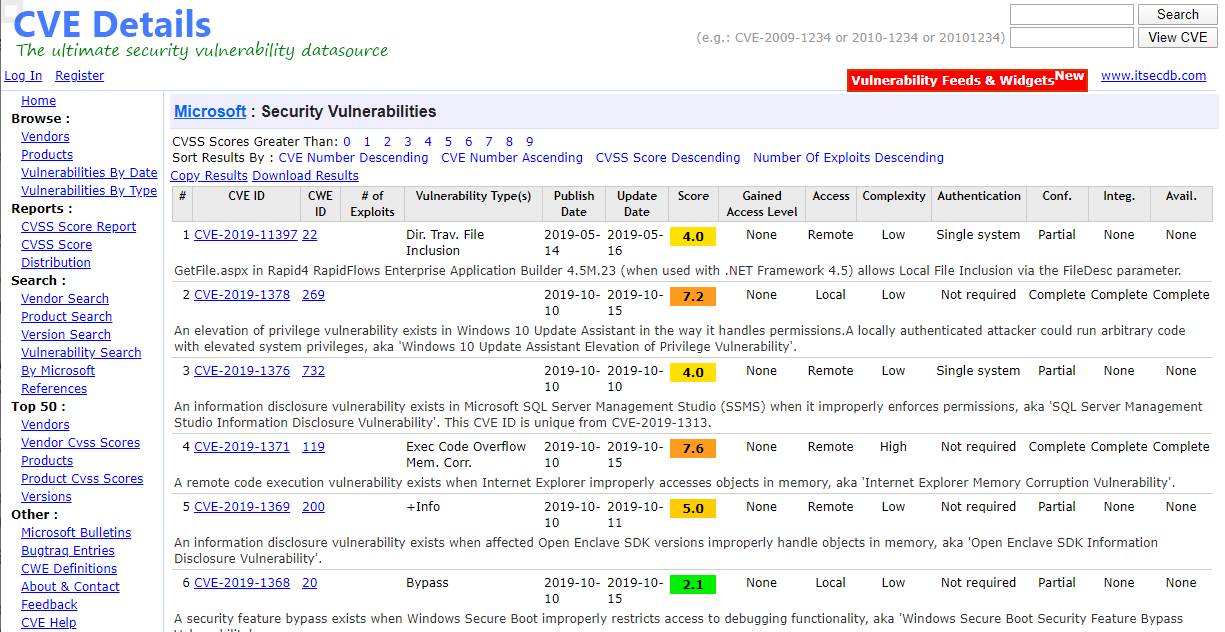 CVE Details
The ultimate security vulnerability datasource
Search
(e.g.: CVE-2009-1234 or 2010-1234 or 20101234)
View CVE
Log In Register
Vulnerability Feeds & WidgetsNew
www.itsecdb.com
Home
Browse :
Vendors
Products
Vulnerabilities By Date
Vulnerabilities By Type
Reports :
CVSS Score Report
CVSS Score
Distribution
Search :
Vendor Search
Product Search
Version Search
Vulnerability Search
By Microsoft
References
Top 50 :
Vendors
Vendor Cvss Scores
Products
Product Cvss Scores
Versions
Other :
Microsoft Bulletins
Bugtraq Entries
CWE Definitions
About & Contact
Feedback
CVE Help
Microsoft : Security Vulnerabilities
CVSS Scores Greater Than: 0 1 2 3 4 5 6 7 8 9
Sort Results By : CVE Number Descending CVE Number Ascending CVSS Score Descending Number Of Exploits Descending
Copy Results Download Results
# CVE ID CWE # of Vulnerability Type(s) Publish Update Score Gained Access Complexity Authentication Conf. Integ. Avail.
ID Exploits Date Date Access Level
1 CVE-2019-11397 22 Dir. Trav. File 2019-05- 2019-05- 4.0 None Remote Low Single system Partial None None
Inclusion 14 16
GetFile.aspx in Rapid4 RapidFlows Enterprise Application Builder 4.5M.23 (when used with .NET Framework 4.5) allows Local File Inclusion via the FileDesc parameter.
2 CVE-2019-1378 269 2019-10- 2019-10- 7.2 None Local Low Not required Complete Complete Complete
10 15
An elevation of privilege vulnerability exists in Windows 10 Update Assistant in the way it handles permissions.A locally authenticated attacker could run arbitrary code
with elevated system privileges, aka 'Windows 10 Update Assistant Elevation of Privilege Vulnerability'.
3 CVE-2019-1376 732 2019-10- 2019-10- 4.0 None Remote Low Single system Partial None None
10 10
An information disclosure vulnerability exists in Microsoft SQL Server Management Studio (SSMS) when it improperly enforces permissions, aka 'SQL Server Management
Studio Information Disclosure Vulnerability'. This CVE ID is unique from CVE-2019-1313.
4 CVE-2019-1371 119 Exec Code Overflow 2019-10- 2019-10- 7.6 None Remote High Not required Complete Complete Complete
Mem. Corr. 10 15
A remote code execution vulnerability exists when Internet Explorer improperly accesses objects in memory, aka 'Internet Explorer Memory Corruption Vulnerability'.
5 CVE-2019-1369 200 +Info 2019-10- 2019-10- 5.0 None Remote Low Not required Partial None None
10 11
An information disclosure vulnerability exists when affected Open Enclave SDK versions improperly handle objects in memory, aka 'Open Enclave SDK Information
Disclosure Vulnerability'.
6 CVE-2019-1368 20 Bypass 2019-10- 2019-10- 2.1 None Local Low Not required Partial None None
10 15
A security feature bypass exists when Windows Secure Boot improperly restricts access to debugging functionality, aka 'Windows Secure Boot Security Feature Bypass